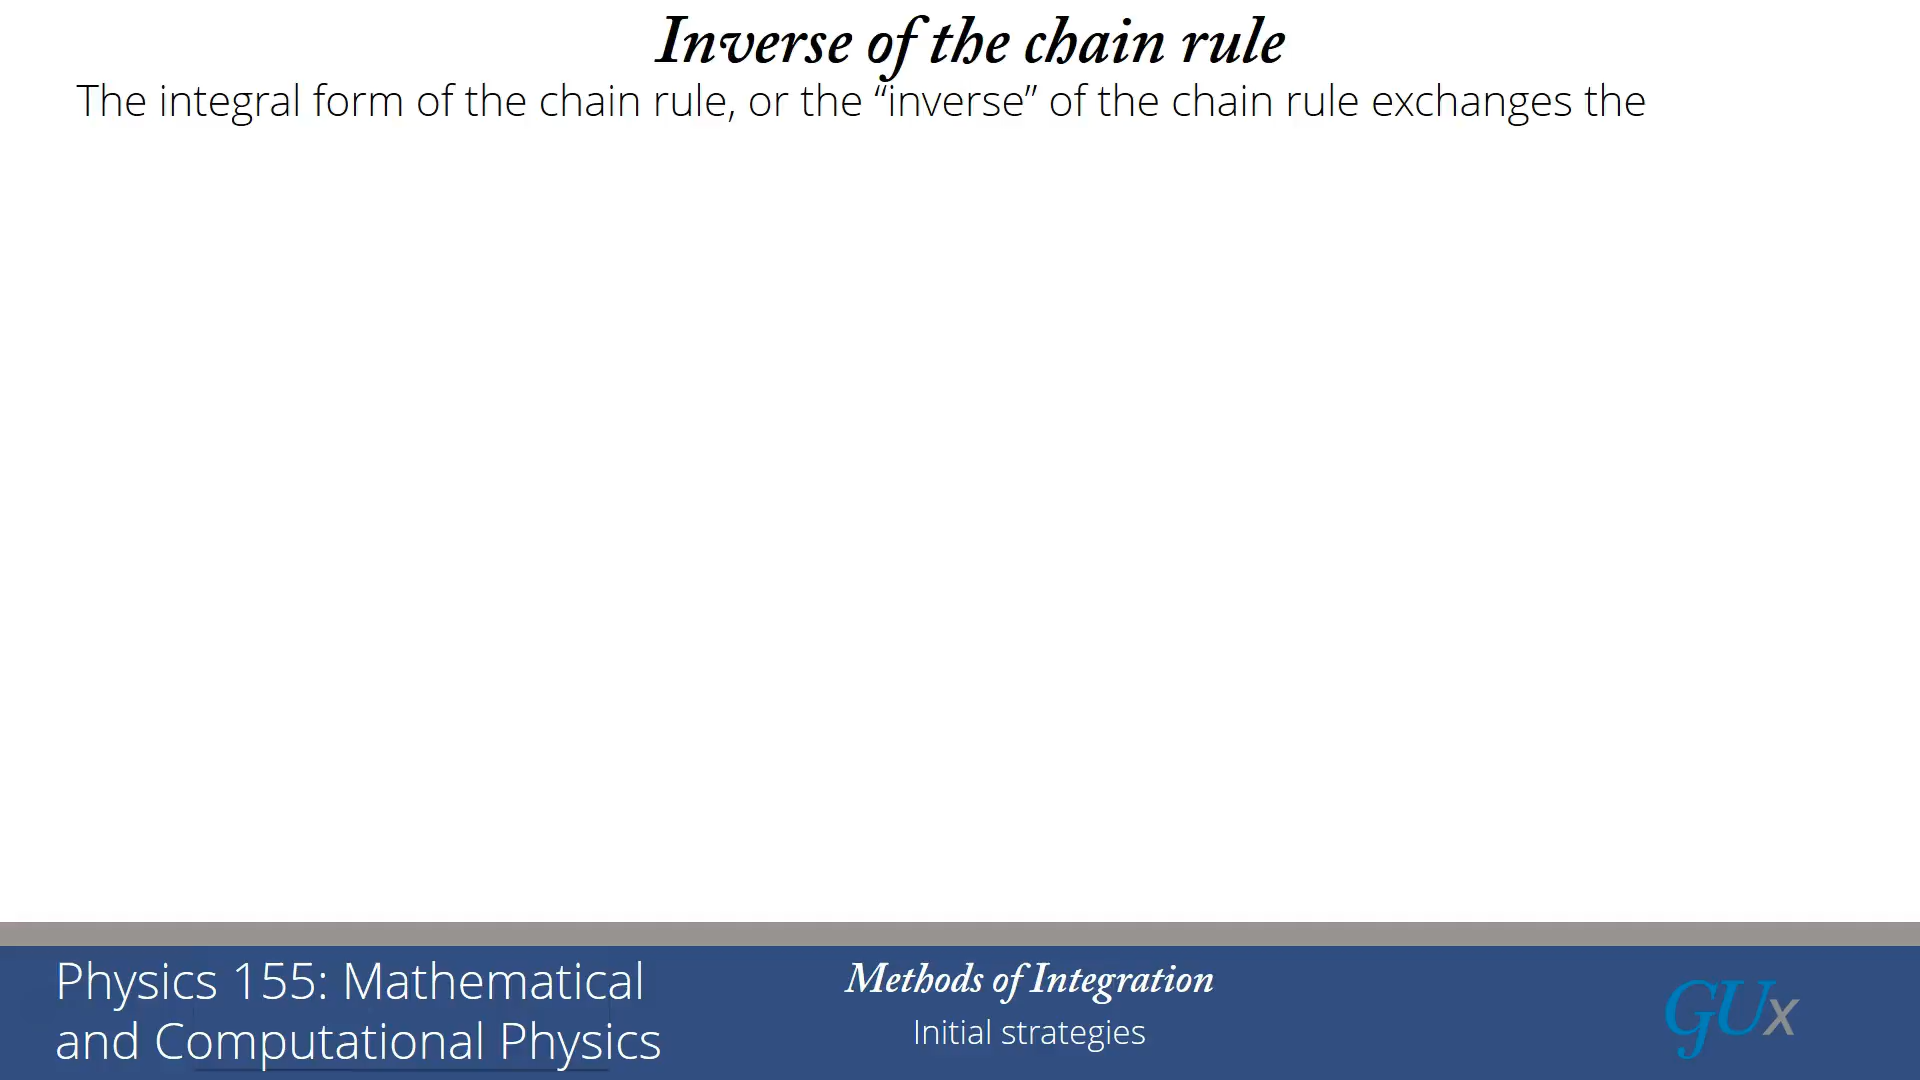 Inverse of the chain rule
The integral form of the chain rule, or the “inverse” of the chain rule exchanges the
Physics 155: Mathematical
and Computational Physics
Methods of Integration
Initial strategies
GUx